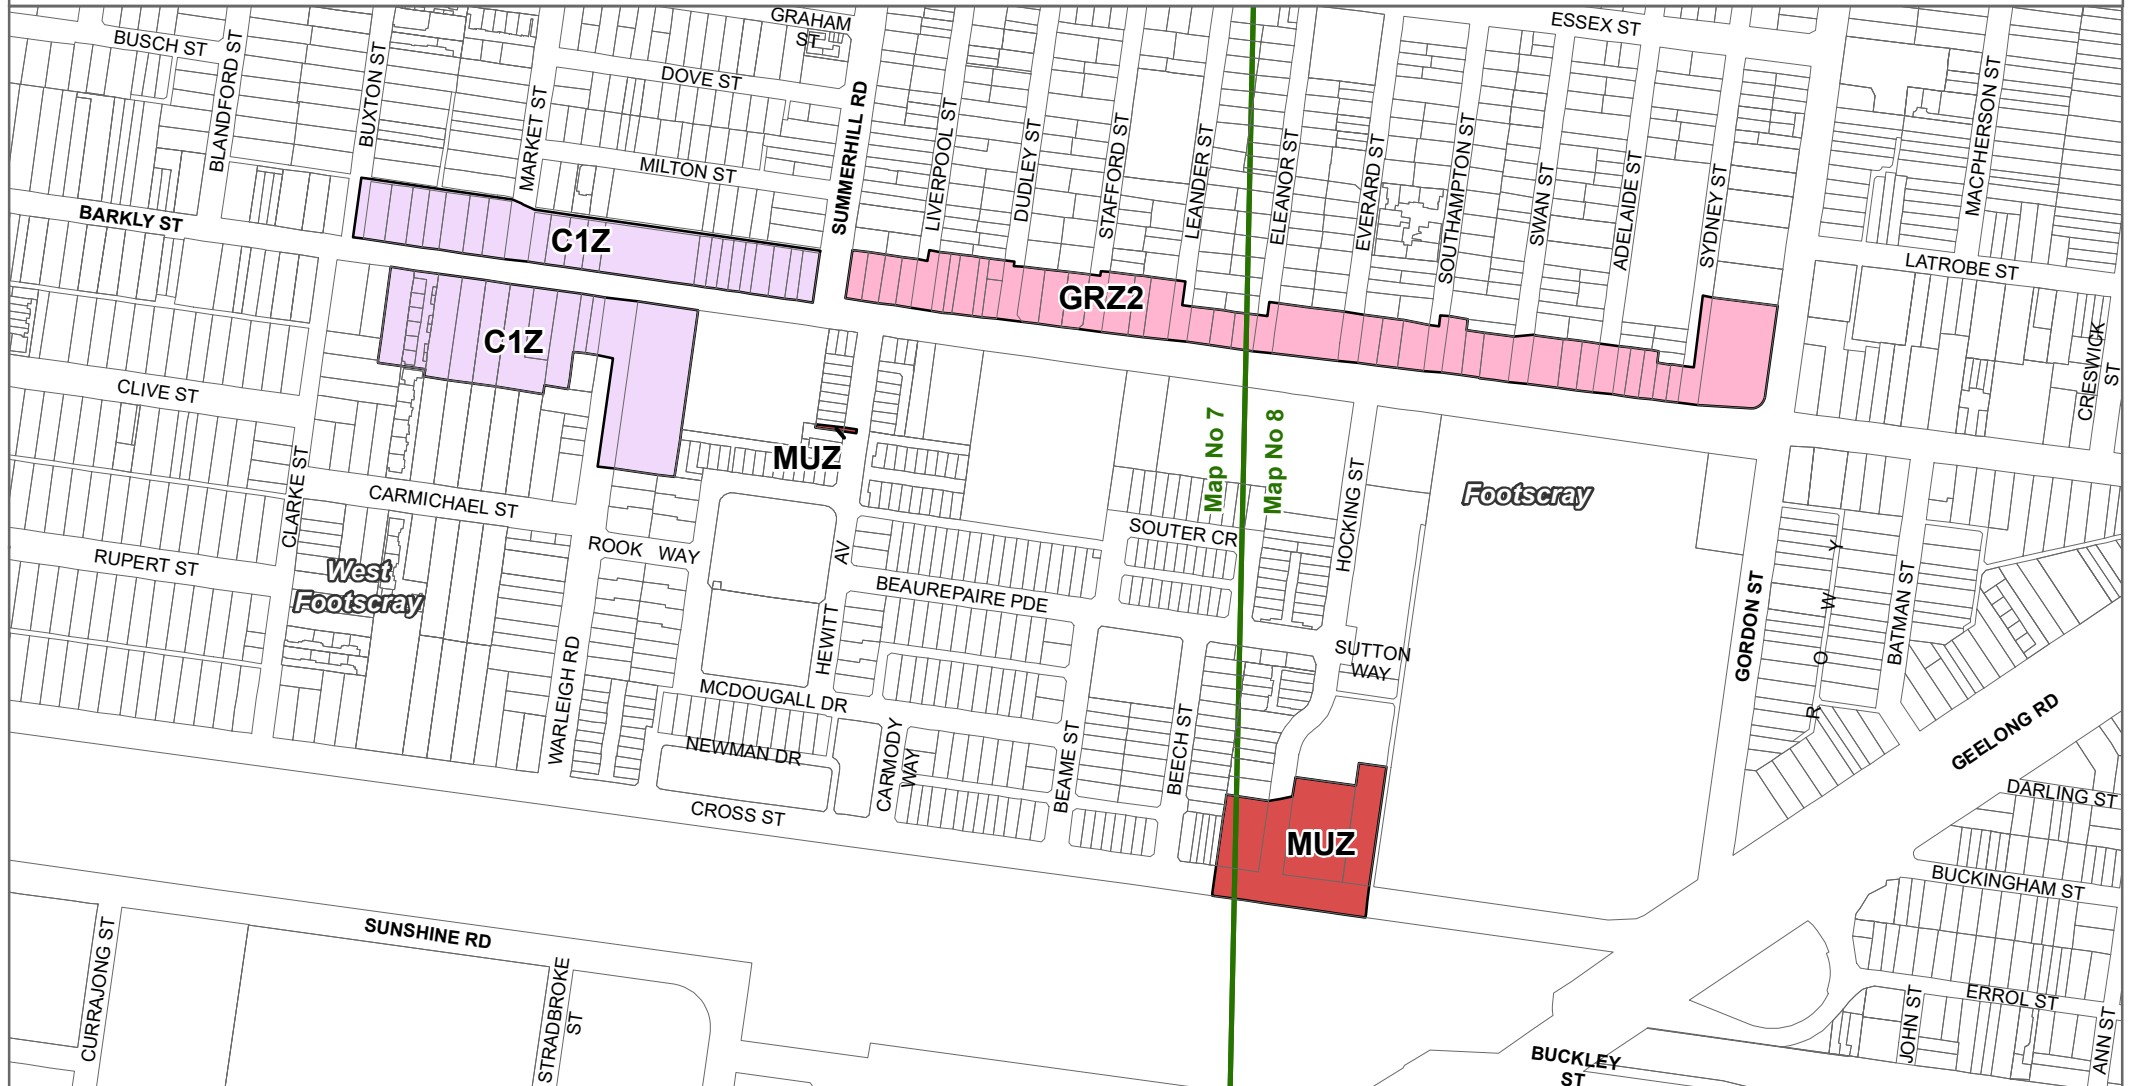 GRAHAM
ST
ESSEX ST
BUSCH ST
BLANDFORD ST
BUXTON ST
DOVE ST
MARKET ST
MILTON ST
SUMMERHILL RD
LIVERPOOL ST
DUDLEY ST
STAFFORD ST
LEANDER ST
ELEANOR ST
EVERARD ST
SOUTHAMPTON ST
SWAN ST
ADELAIDE ST
SYDNEY ST
MACPHERSON ST
LATROBE ST
CRESWICK
ST
BARKLY ST
C1Z
C1Z
GRZ2
CLIVE ST
MUZ
Map No 7
Map No 8
Footscray
CLARKE ST
CARMICHAEL ST
HOCKING ST
SOUTER CR
ROOK WAY
AV
HEWITT
BEAUREPAIRE PDE
RUPERT ST
West
Footscray
WARLEIGH RD
SUTTON
WAY
GORDON ST
R O W Y
BATMAN ST
GEELONG RD
MCDOUGALL DR
NEWMAN DR
CARMODY
WAY
BEAME ST
BEECH ST
CROSS ST
MUZ
DARLING ST
BUCKINGHAM ST
SUNSHINE RD
CURRAJONG ST
STRADBROKE
ST
ERROL ST
JOHN ST
ANN ST
BUCKLEY
ST